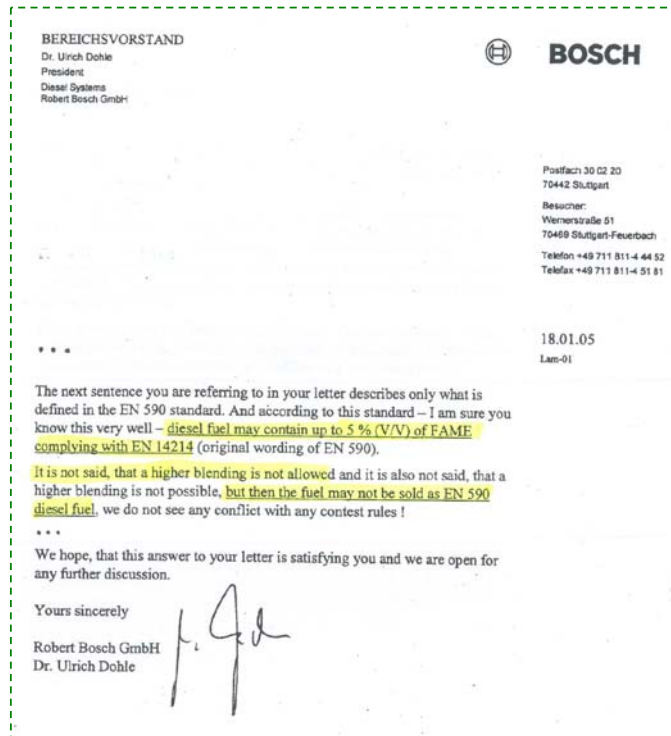 BEREICHSVORSTAND
Dr. Ulrich Dohle
President
Diesel Systems
Robert Bosch GmbH
BOSCH
Postfach 30 02 20
70442 Stuttgart
Besucher:
Wernerstraße 51
70469 Stuttgart-Feuerbach
Telefon +49 711 811-4 44 52
Telefax +49 711 811-4 51 81
18.01.05
Lam-01
• • •
The next sentence you are referring to in your letter describes only what is
defined in the EN 590 standard. And according to this standard – I am sure you
know this very well – diesel fuel may contain up to 5 % (V/V) of FAME
complying with EN 14214 (original wording of EN 590).
It is not said, that a higher blending is not allowed and it is also not said, that a
higher blending is not possible, but then the fuel may not be sold as EN 590
diesel fuel, we do not see any conflict with any contest rules !
• • •
We hope, that this answer to your letter is satisfying you and we are open for
any further discussion.
Yours sincerely
Robert Bosch GmbH
Dr. Ulrich Dohle